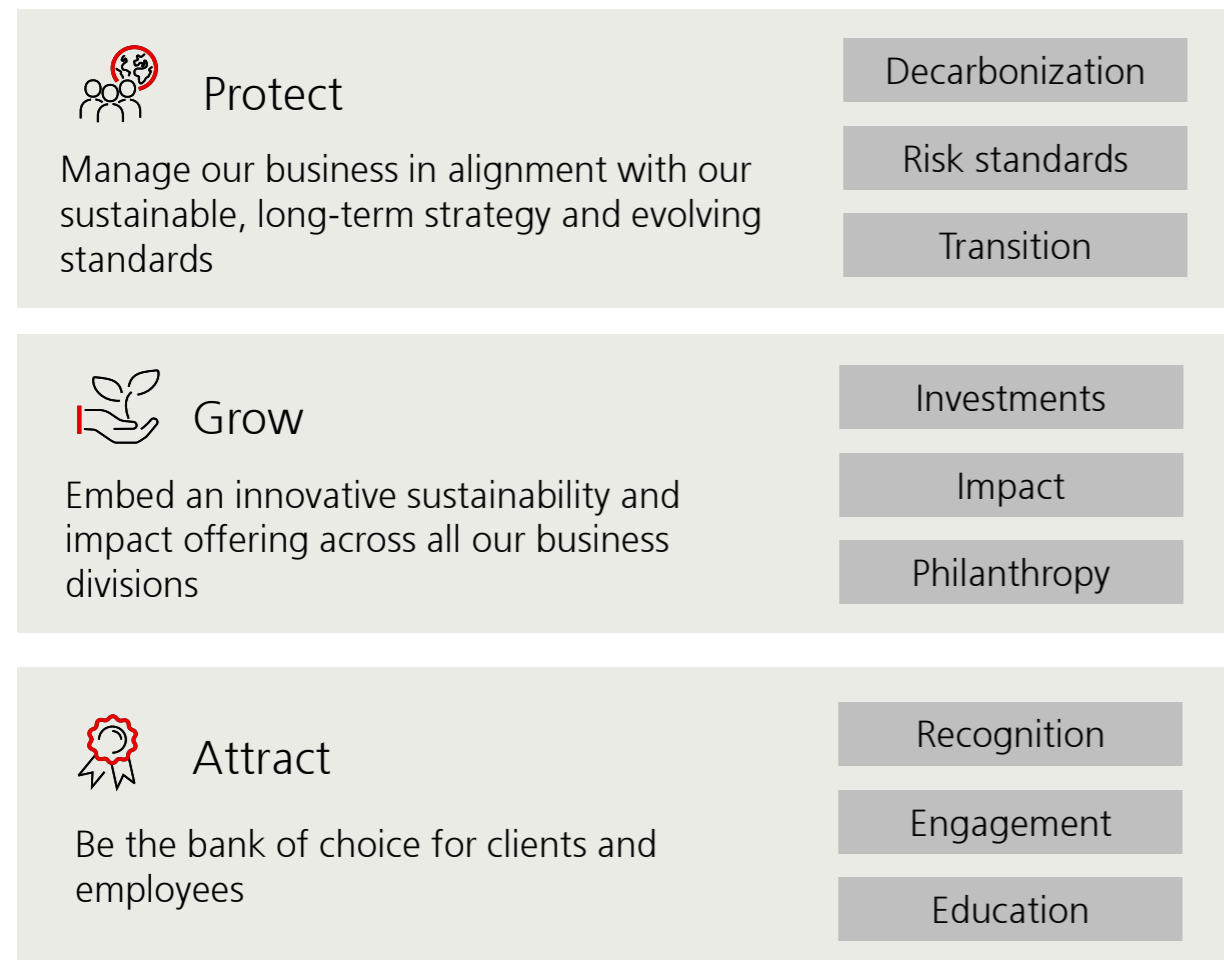 Protect
Manage our business in alignment with our
sustainable, long-term strategy and evolving
standards
Decarbonization
Risk standards
Transition
Grow
Embed an innovative sustainability and
impact offering across all our business
divisions
Investments
Impact
Philanthropy
Attract
Be the bank of choice for clients and
employees
Recognition
Engagement
Education